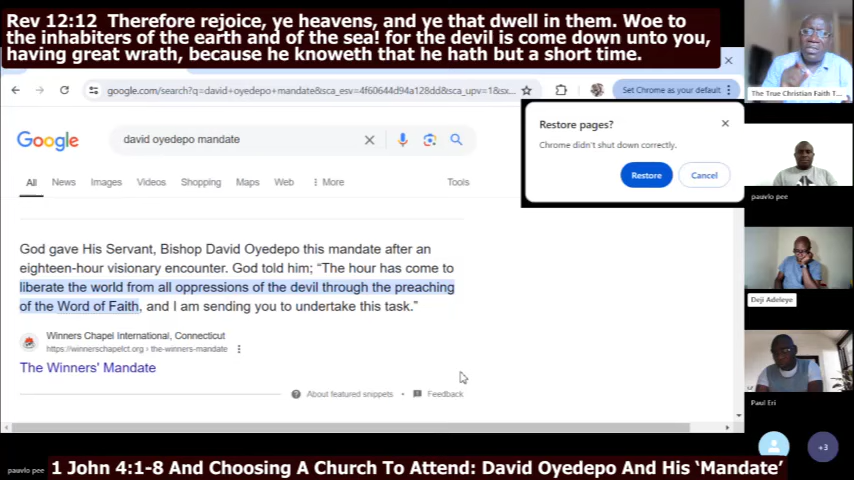 Rev 12:12  Therefore rejoice, ye heavens, and ye that dwell in them. Woe to
the inhabiters of the earth and of the sea! for the devil is come down unto you,
having great wrath, because he knoweth that he hath but a short time.
google.com/search?q=david+oyedepo+mandate&sca_esv=4f60644d94a128dd&sca_upv=1&sx...
Set Chrome as your default
The True Christian Faith T...
Restore pages?
Chrome didn't shut down correctly.
Restore
Cancel
Google
david oyedepo mandate
All
News
Images
Videos
Shopping
Maps
Web
More
Tools
pauvlo pee
God gave His Servant, Bishop David Oyedepo this mandate after an
eighteen-hour visionary encounter. God told him; “The hour has come to
liberate the world from all oppressions of the devil through the preaching
of the Word of Faith, and I am sending you to undertake this task.”
Deji Adeleye
Winners Chapel International, Connecticut
https://winnerschapelct.org › the-winners-mandate
The Winners' Mandate
About featured snippets
Feedback
Paul Eri
+3
pauvlo pee
1 John 4:1-8 And Choosing A Church To Attend: David Oyedepo And His ‘Mandate’